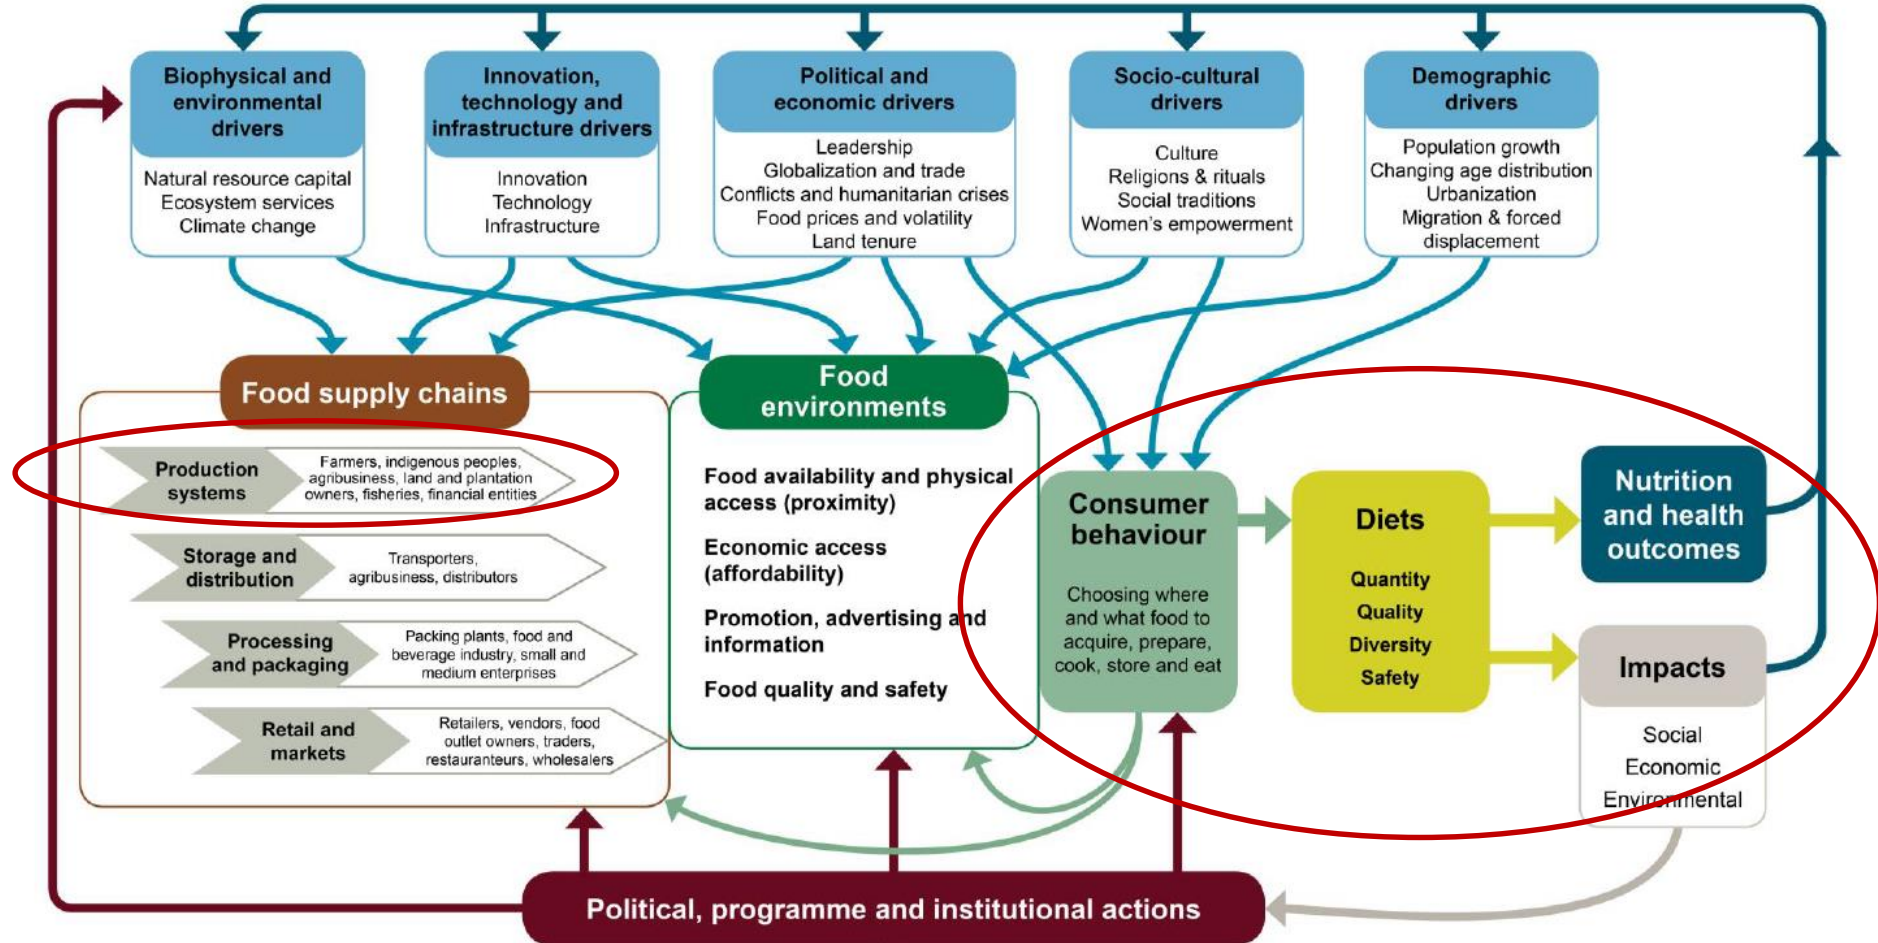 Biophysical and
environmental
drivers
Natural resource capital
Ecosystem services
Climate change
Innovation,
technology and
infrastructure drivers
Innovation
Technology
Infrastructure
Political and
economic drivers
Leadership
Globalization and trade
Conflicts and humanitarian crises
Food prices and volatility
Land tenure
Socio-cultural
drivers
Culture
Religions & rituals
Social traditions
Women's empowerment
Demographic
drivers
Population growth
Changing age distribution
Urbanization
Migration & forced
displacement
Food supply chains
Production
systems
Farmers, indigenous peoples,
agribusiness, land and plantation
owners, fisheries, financial entities
Storage and
distribution
Transporters,
agribusiness, distributors
Processing
and packaging
Packing plants, food and
beverage industry, small and
medium enterprises
Retail and
markets
Retailers, vendors, food
outlet owners, traders,
restauranteurs, wholesalers
Food
environments
Food availability and physical
access (proximity)
Economic access
(affordability)
Promotion, advertising and
information
Food quality and safety
Consumer
behaviour
Choosing where
and what food to
acquire, prepare,
cook, store and eat
Diets
Quantity
Quality
Diversity
Safety
Nutrition
and health
outcomes
Impacts
Social
Economic
Environmental
Political, programme and institutional actions